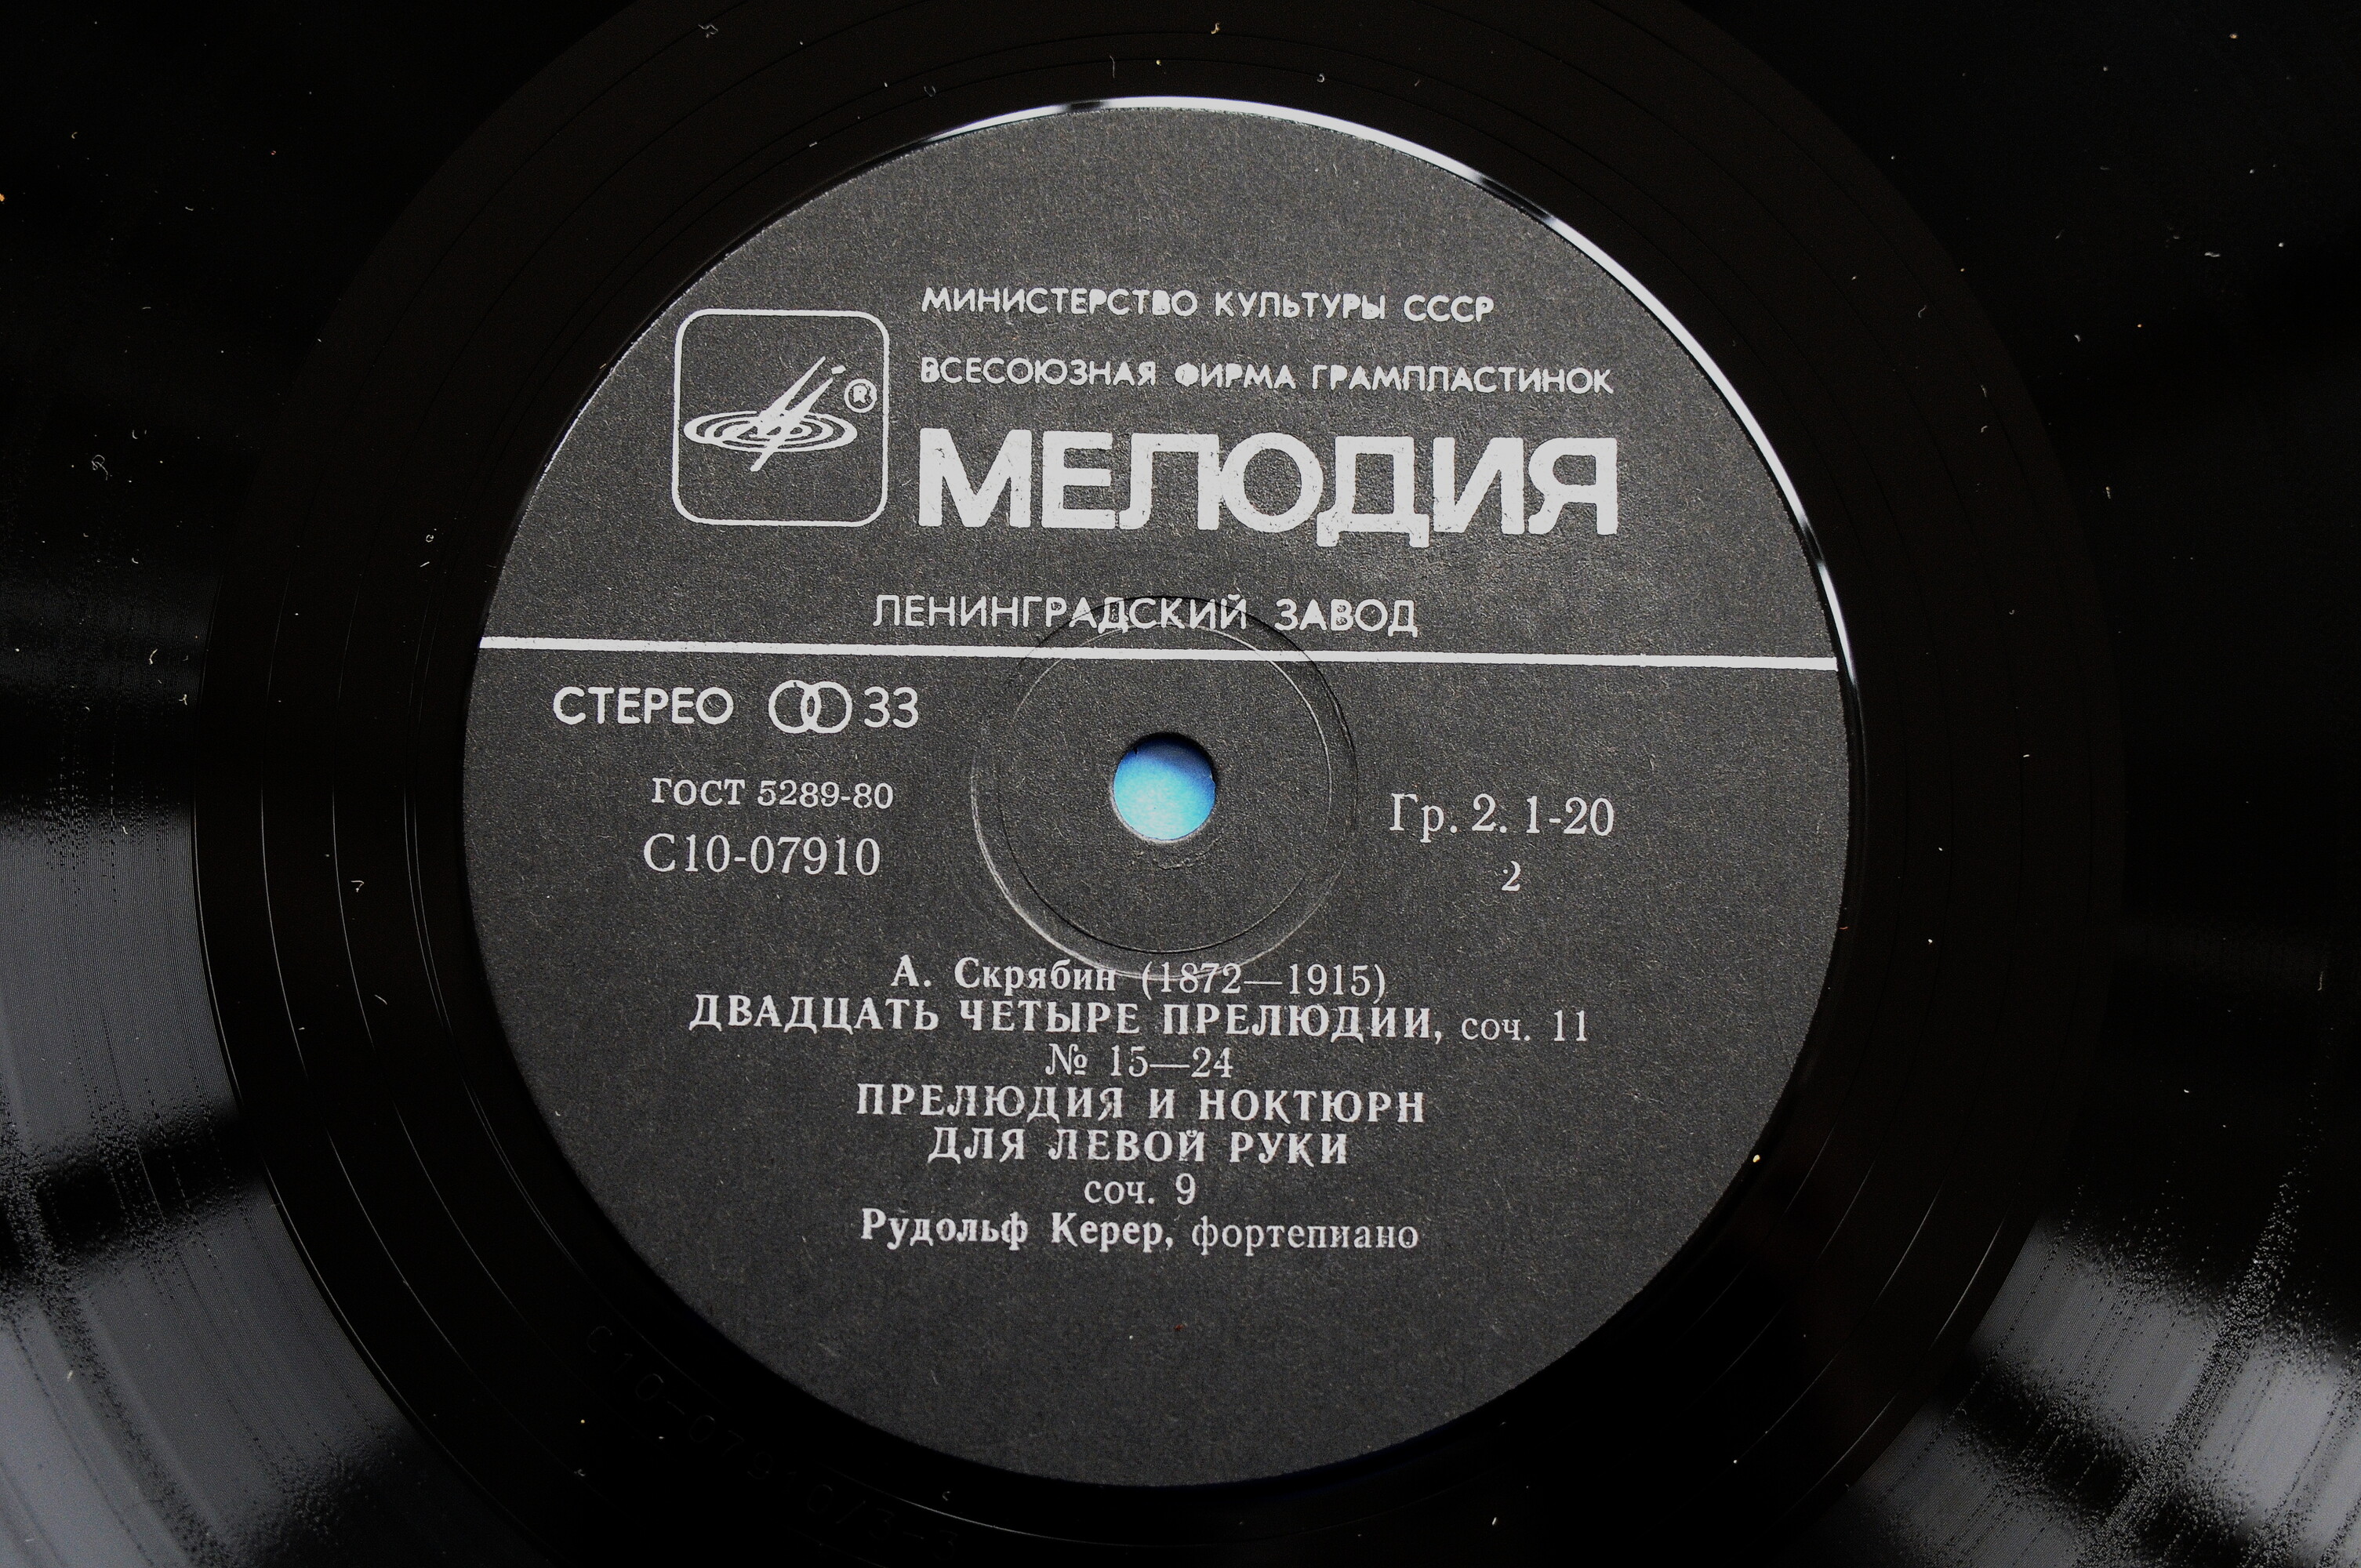 МИНИСТЕРСТВО КУЛЬТУРЫ СССР
ВСЕСОЮЗНАЯ ФИРМА ГРАМПЛАСТИНОК
®
МЕЛОДИЯ
ЛЕНИНГРАДСКИЙ ЗАВОД
СТЕРЕО 33
ГОСТ 5289-80
С10-07910
Гр. 2. 1-20
2
А. Скрябин (1872—1915)
ДВАДЦАТЬ ЧЕТЫРЕ ПРЕЛЮДИИ, соч. 11
№ 15—24
ПРЕЛЮДИЯ И НОКТЮРН
ДЛЯ ЛЕВОЙ РУКИ
соч. 9
Рудольф Керер, фортепиано